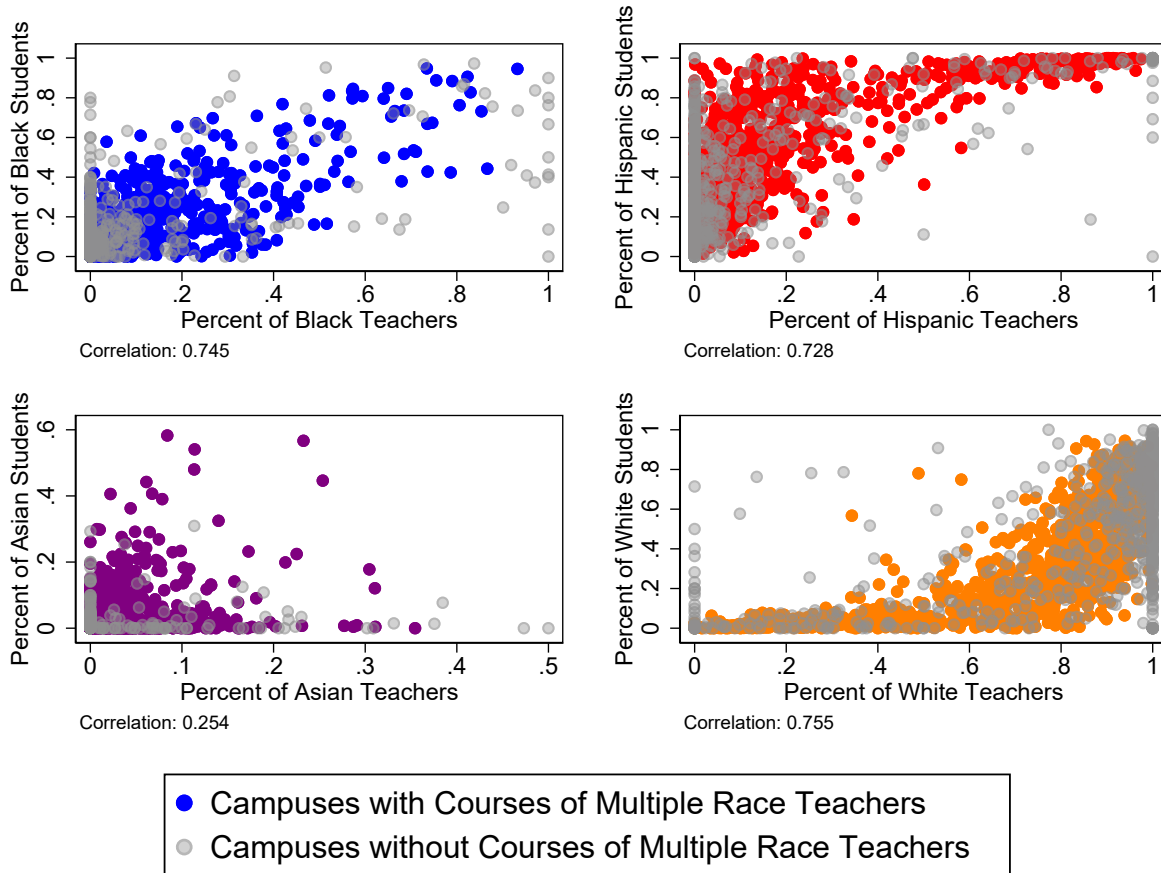 Percent of Black Students
0 .2 .4 .6 .8 1
0 .2 .4 .6 .8 1
Percent of Black Teachers
Correlation: 0.745
Percent of Hispanic Students
0 .2 .4 .6 .8 1
0 .2 .4 .6 .8 1
Percent of Hispanic Teachers
Correlation: 0.728
Percent of Asian Students
0 .2 .4 .6
0 .1 .2 .3 .4 .5
Percent of Asian Teachers
Correlation: 0.254
Percent of White Students
0 .2 .4 .6 .8 1
0 .2 .4 .6 .8 1
Percent of White Teachers
Correlation: 0.755
Campuses with Courses of Multiple Race Teachers
Campuses without Courses of Multiple Race Teachers